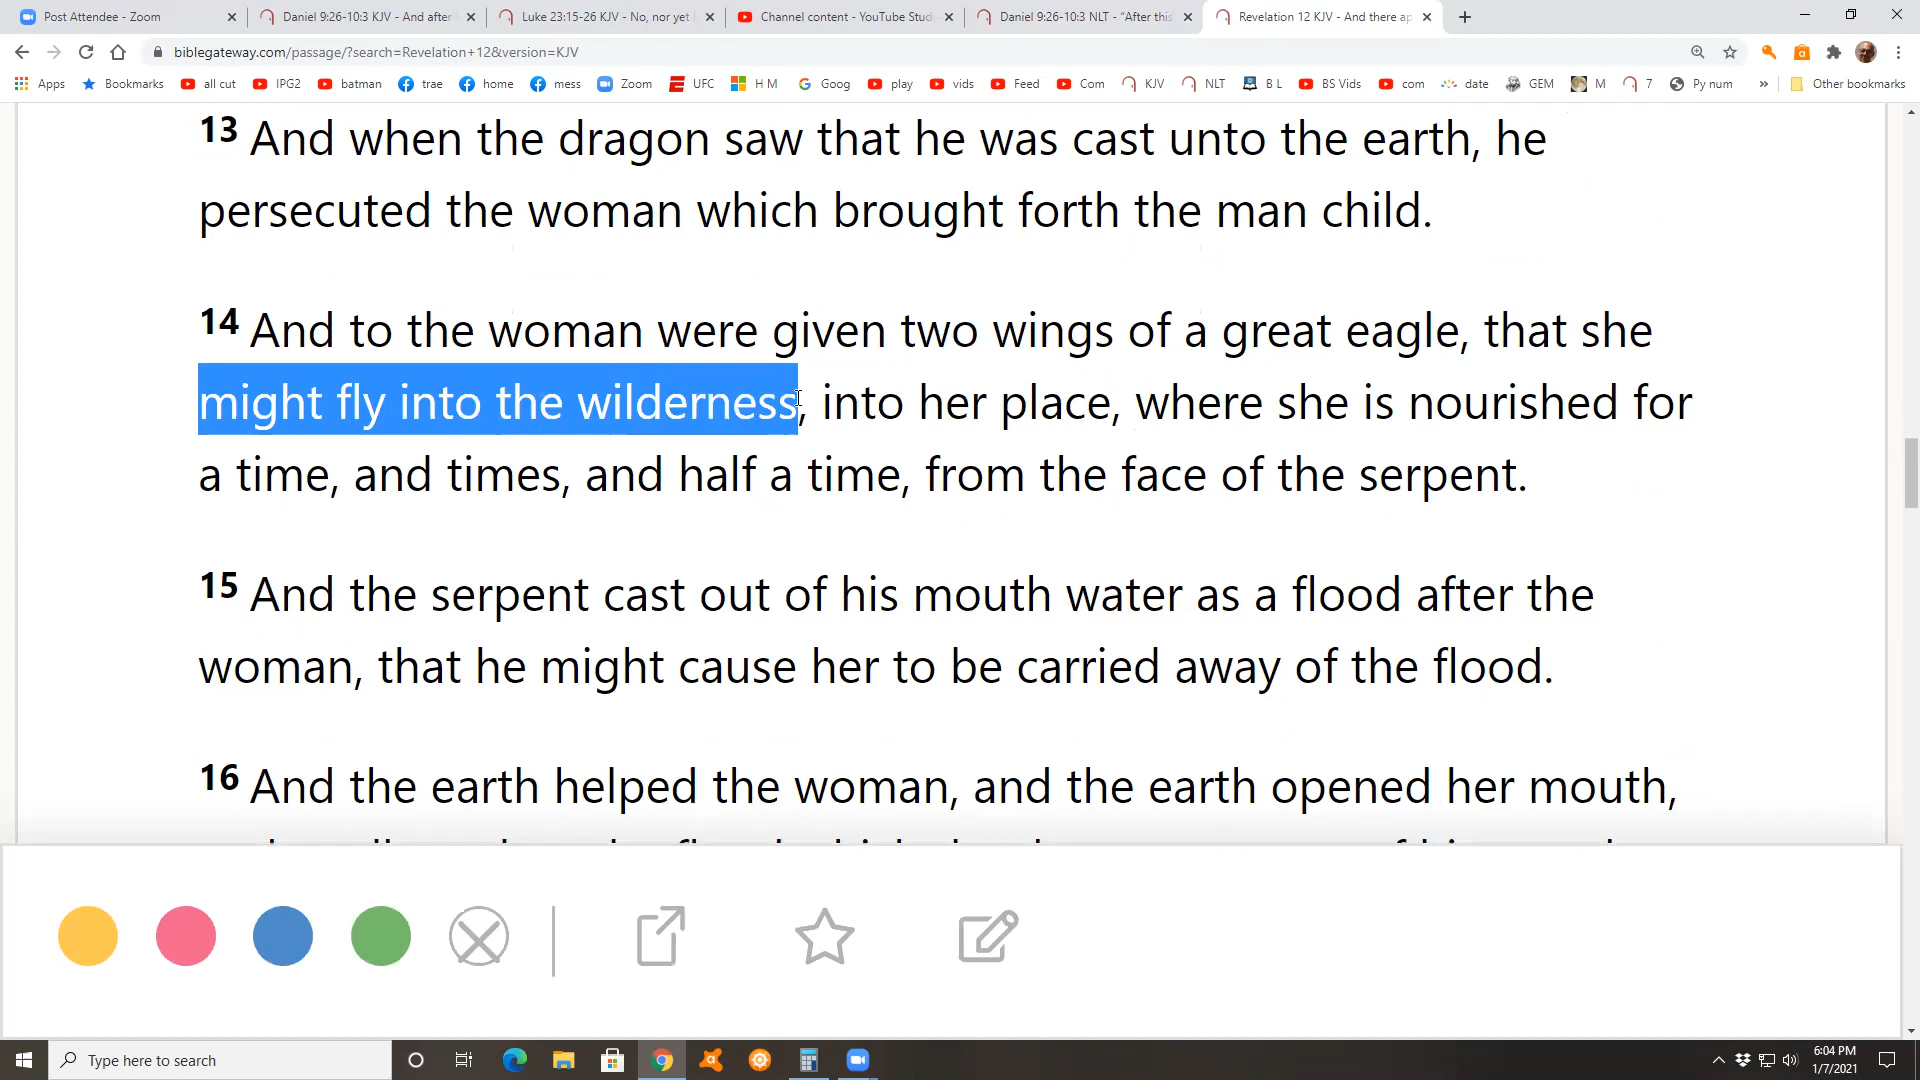 Post Attendee - Zoom
Daniel 9:26-10:3 KJV - And after
Luke 23:15-26 KJV - No, nor yet
Channel content - YouTube Stud
Daniel 9:26-10:3 NLT - “After this
Revelation 12 KJV - And there ap
biblegateway.com/passage/?search=Revelation+12&version=KJV
Apps Bookmarks all cut IPG2 batman trae home mess Zoom UFC H M Goog play vids Feed Com KJV NLT B L BS Vids com date GEM M 7 Py num » Other bookmarks
13 And when the dragon saw that he was cast unto the earth, he
persecuted the woman which brought forth the man child.
14 And to the woman were given two wings of a great eagle, that she
might fly into the wilderness, into her place, where she is nourished for
a time, and times, and half a time, from the face of the serpent.
15 And the serpent cast out of his mouth water as a flood after the
woman, that he might cause her to be carried away of the flood.
16 And the earth helped the woman, and the earth opened her mouth,
Type here to search
6:04 PM
1/7/2021